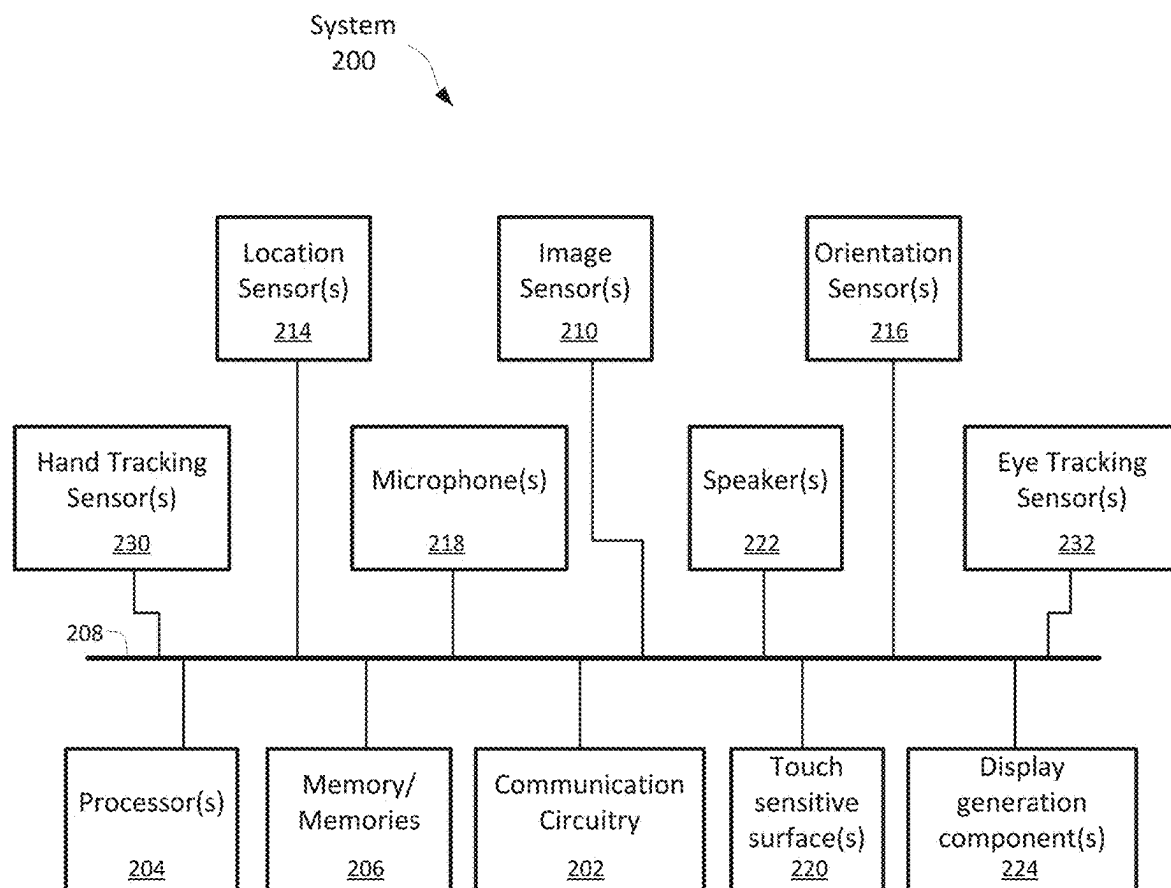 System
200
Location
Sensor(s)
214
Image
Sensor(s)
210
Orientation
Sensor(s)
216
Hand Tracking
Sensor(s)
230
Microphone(s)
218
Speaker(s)
222
Eye Tracking
Sensor(s)
232
208
Processor(s)
204
Memory/
Memories
206
Communication
Circuitry
202
Touch
sensitive
surface(s)
220
Display
generation
component(s)
224